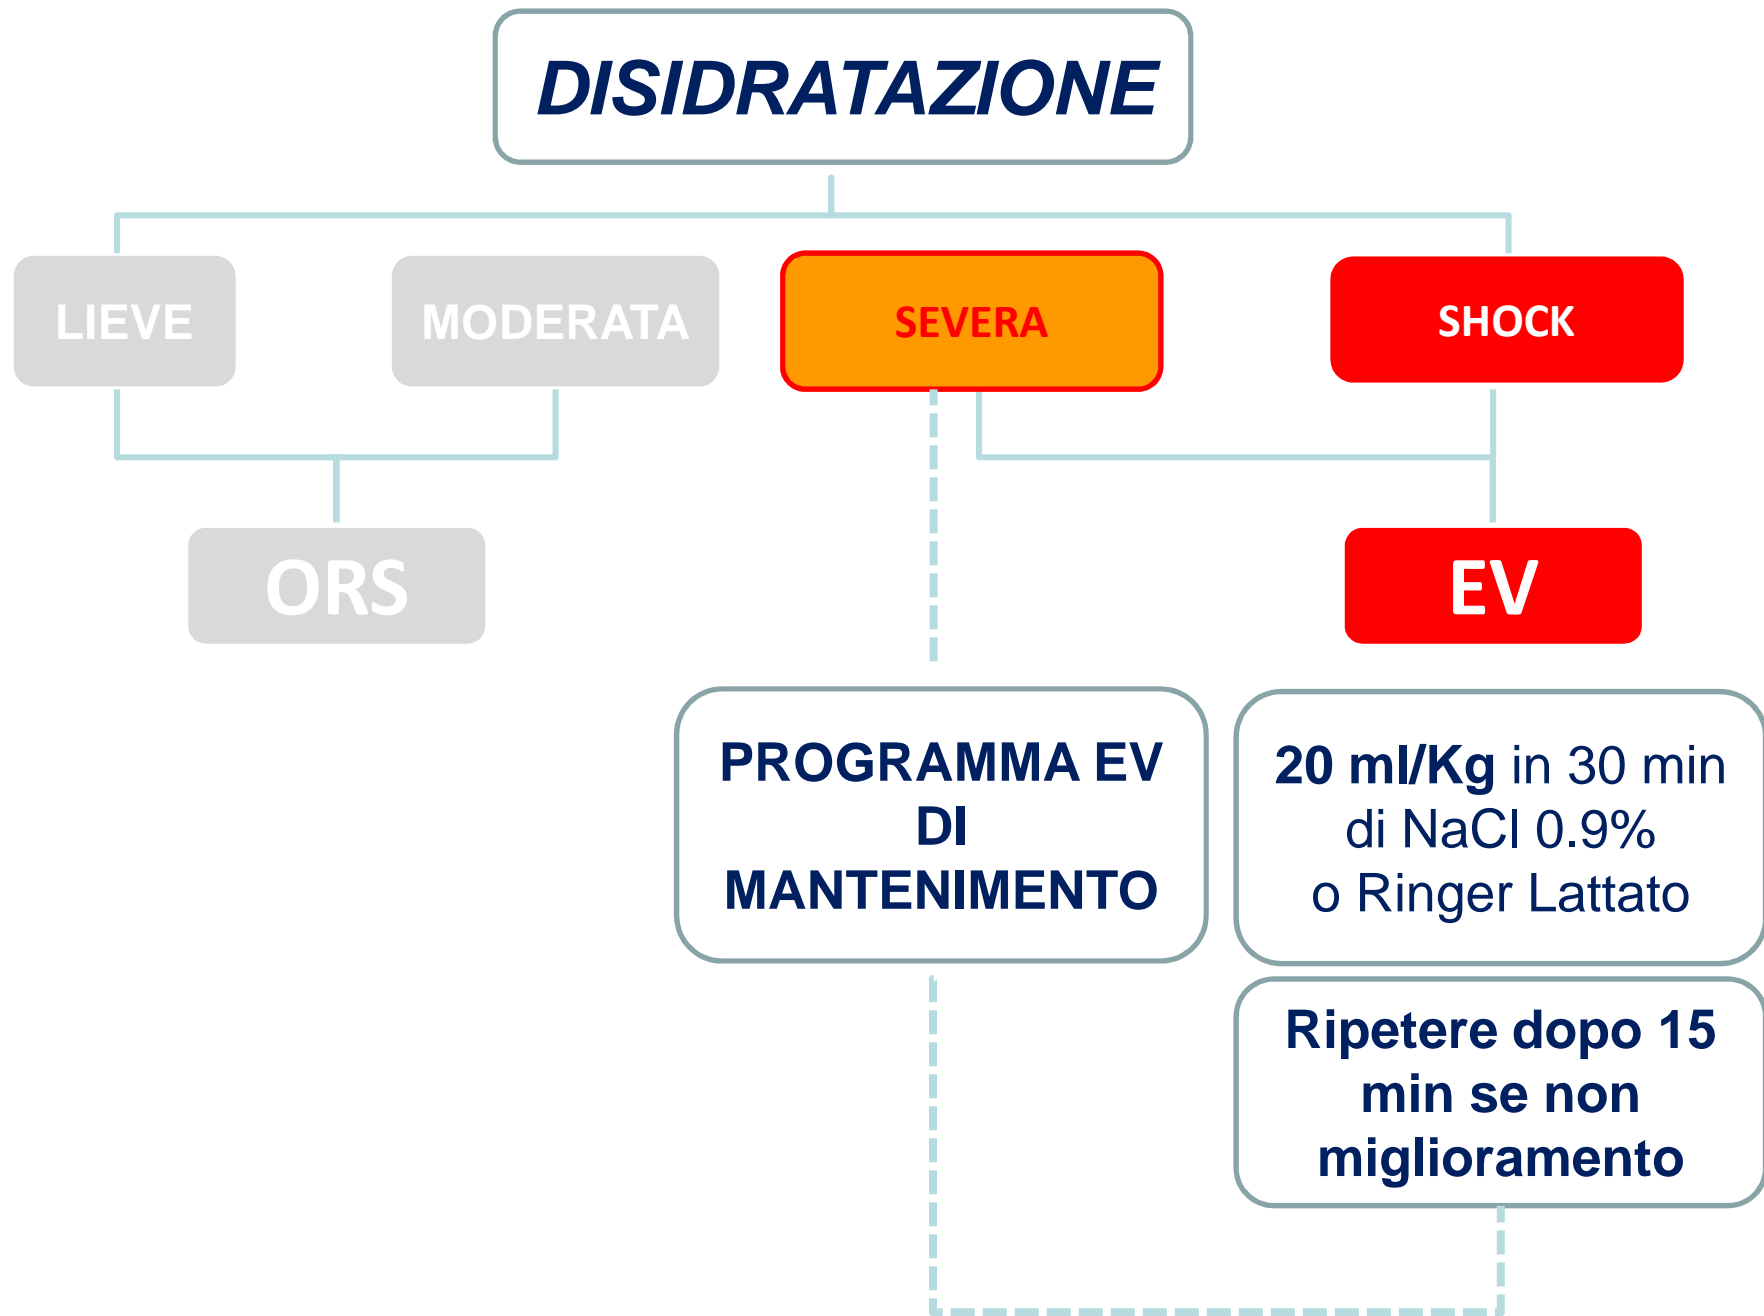 DISIDRATAZIONE
LIEVE
MODERATA
SEVERA
SHOCK
ORS
EV
PROGRAMMA EV
DI
MANTENIMENTO
20 ml/Kg in 30 min
di NaCl 0.9%
o Ringer Lattato
Ripetere dopo 15
min se non
miglioramento